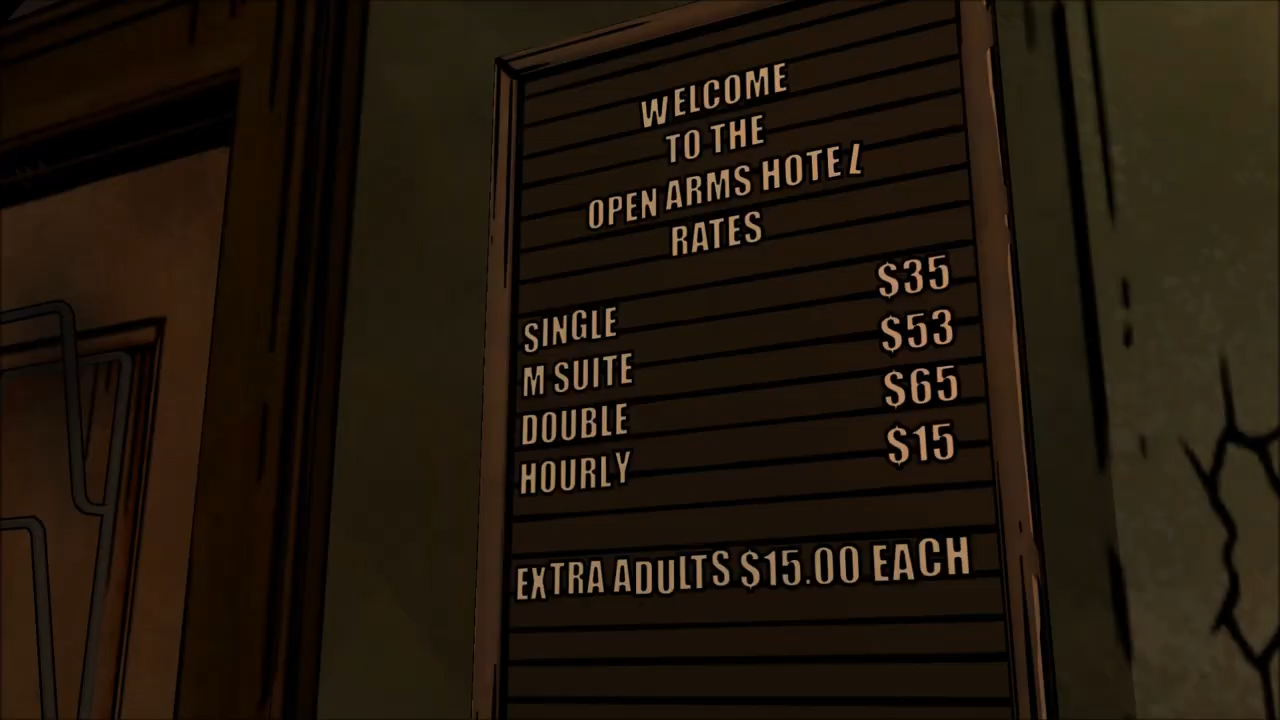 WELCOME
TO THE
OPEN ARMS HOTEL
RATES
SINGLE $35
M SUITE $53
DOUBLE $65
HOURLY $15
EXTRA ADULTS $15.00 EACH